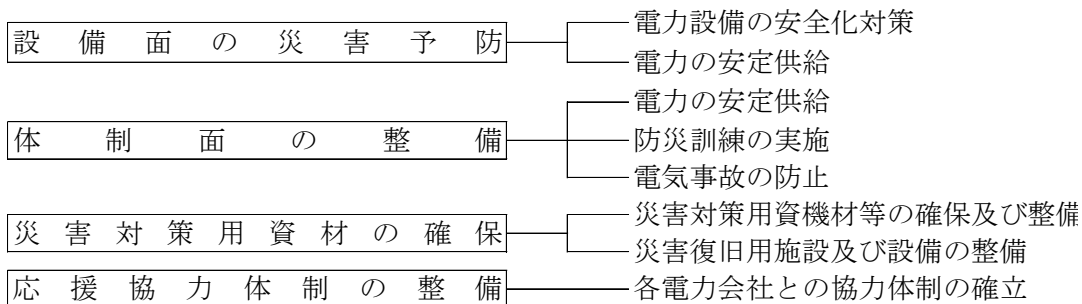 電力設備の安全化対策
設備面の災害予防
電力の安定供給
電力の安定供給
体制面の整備
防災訓練の実施
電気事故の防止
災害対策用資機材等の確保及び整備
災害対策用資材の確保
災害復旧用施設及び設備の整備
応援協力体制の整備
各電力会社との協力体制の確立